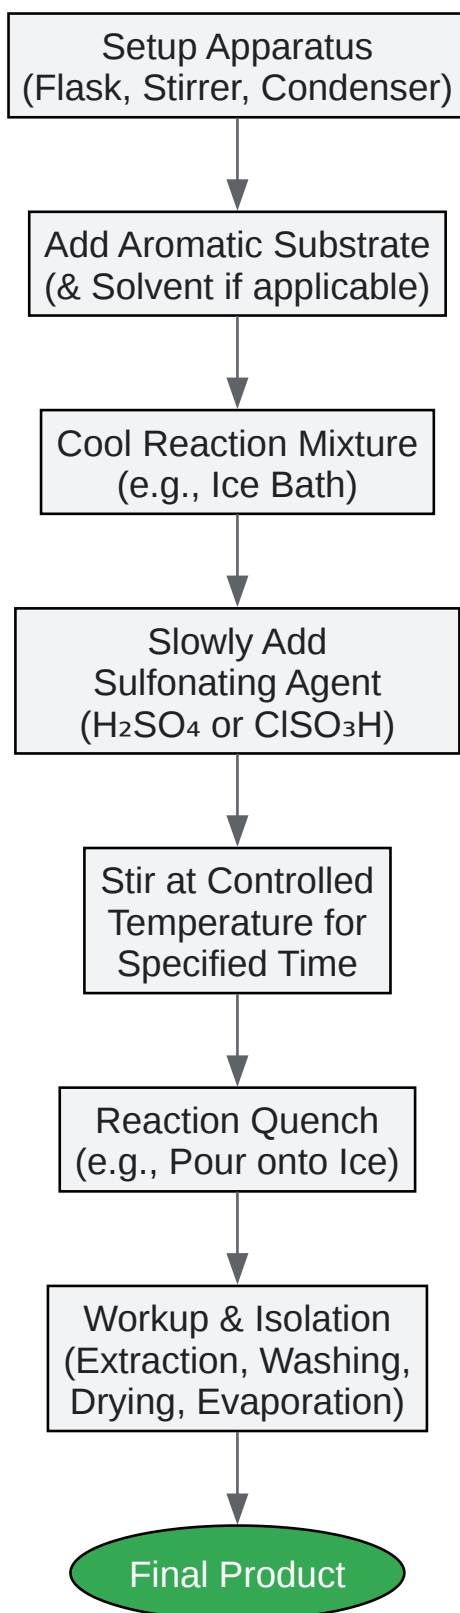 Setup Apparatus
(Flask, Stirrer, Condenser)
Add Aromatic Substrate
(& Solvent if applicable)
Cool Reaction Mixture
(e.g., Ice Bath)
Slowly Add
Sulfonating Agent
(H₂SO₄ or ClSO₃H)
Stir at Controlled
Temperature for
Specified Time
Reaction Quench
(e.g., Pour onto Ice)
Workup & Isolation
(Extraction, Washing,
Drying, Evaporation)
Final Product